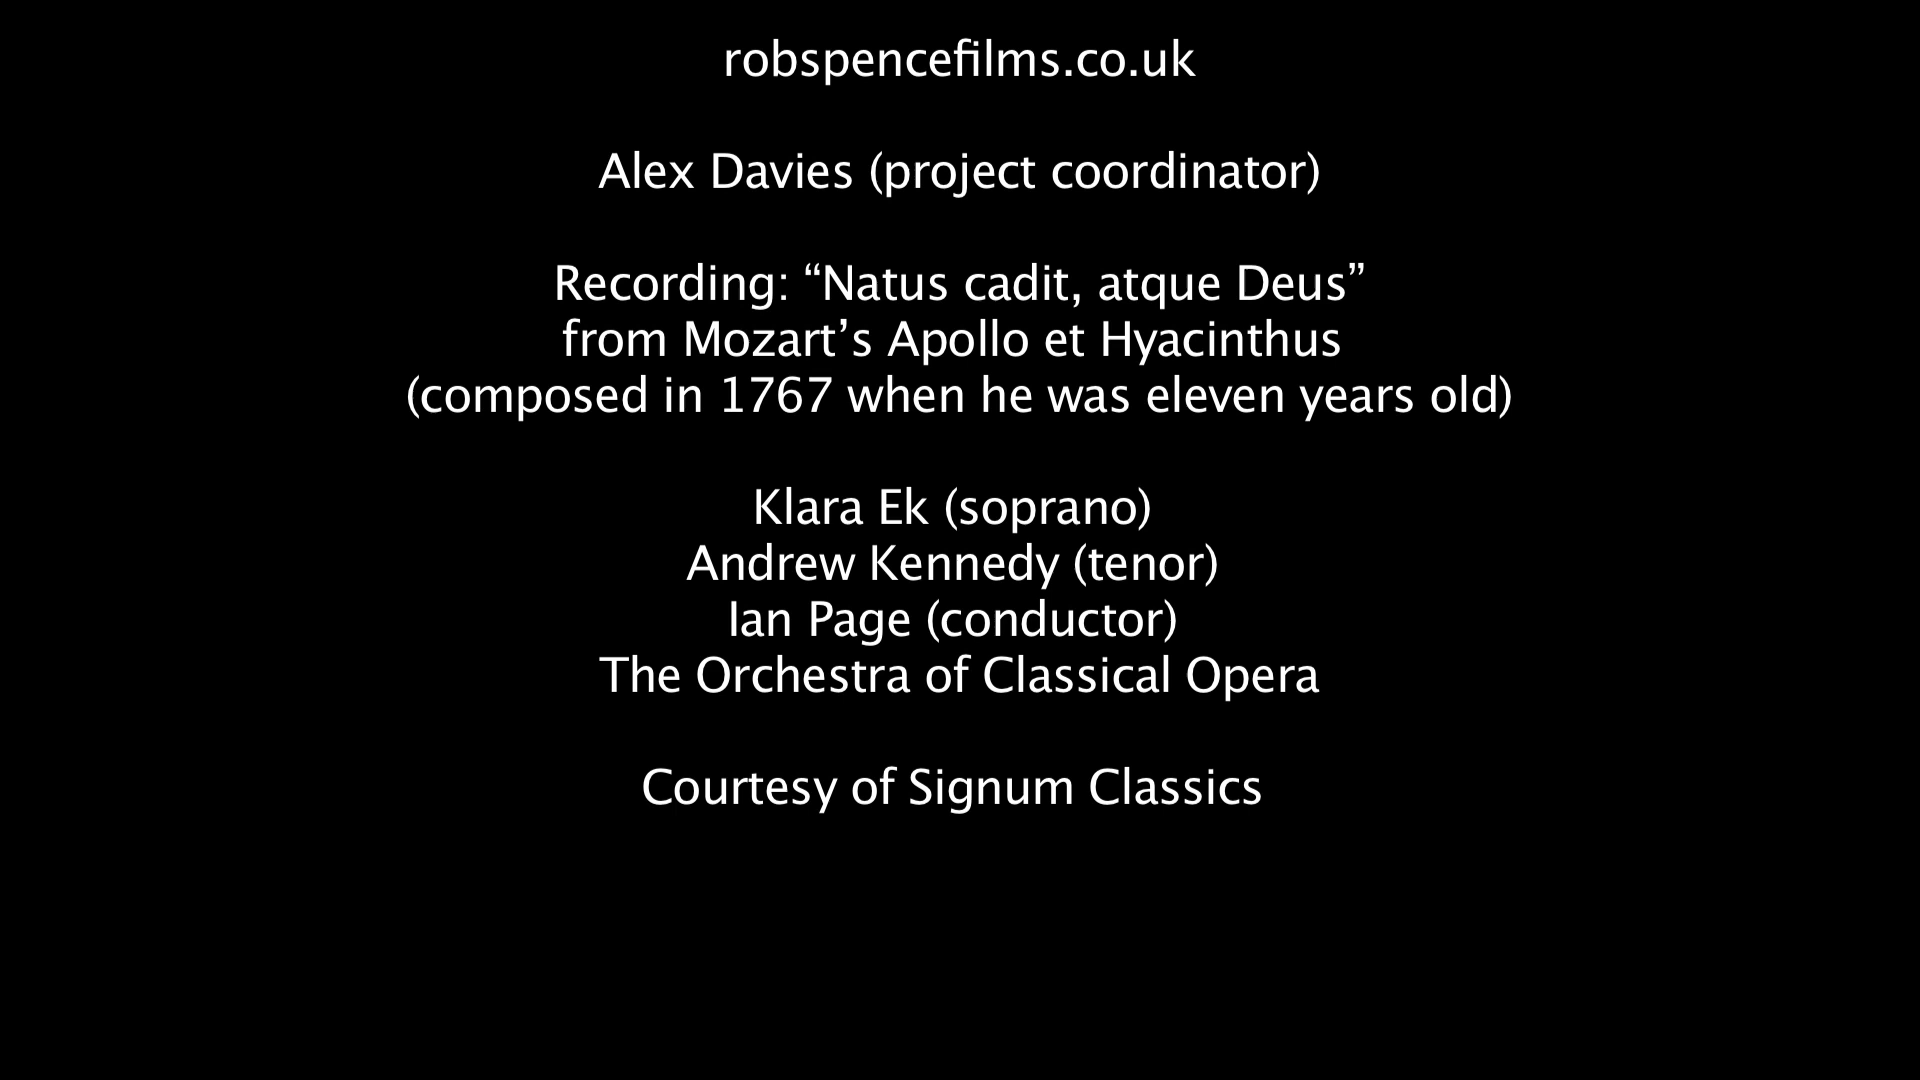 robspencefilms.co.uk
Alex Davies (project coordinator)
Recording: “Natus cadit, atque Deus”
from Mozart’s Apollo et Hyacinthus
(composed in 1767 when he was eleven years old)
Klara Ek (soprano)
Andrew Kennedy (tenor)
Ian Page (conductor)
The Orchestra of Classical Opera
Courtesy of Signum Classics